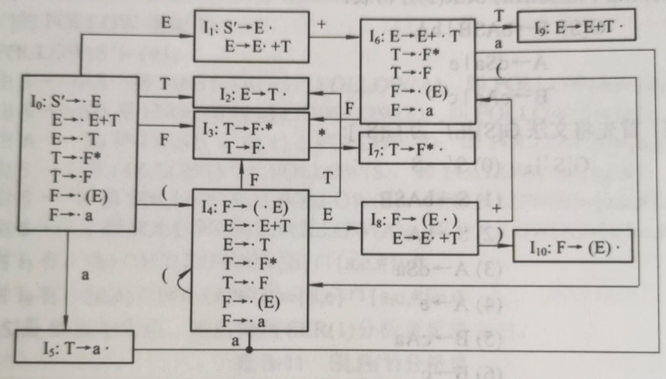 E
I₁: S'→E ·
E→E · +T
+
I₆: E→E+ · T
T→ · F*
T→ · F
F→ · (E)
F→ · a
T
a
(
I₉: E→E+T ·
I₀: S'→ · E
E→ · E+T
E→ · T
T→ · F*
T→ · F
F→ · (E)
F→ · a
T
I₂: E→T ·
F
I₃: T→F · *
T→F ·
F
*
I₇: T→F* ·
(
F
T
(
I₄: F→ ( · E)
E→ · E+T
E→ · T
T→ · F*
T→ · F
F→ · (E)
F→ · a
(
E
I₈: F→ (E · )
E→E · +T
+
)
I₁₀: F→ (E) ·
a
a
I₅: T→a ·